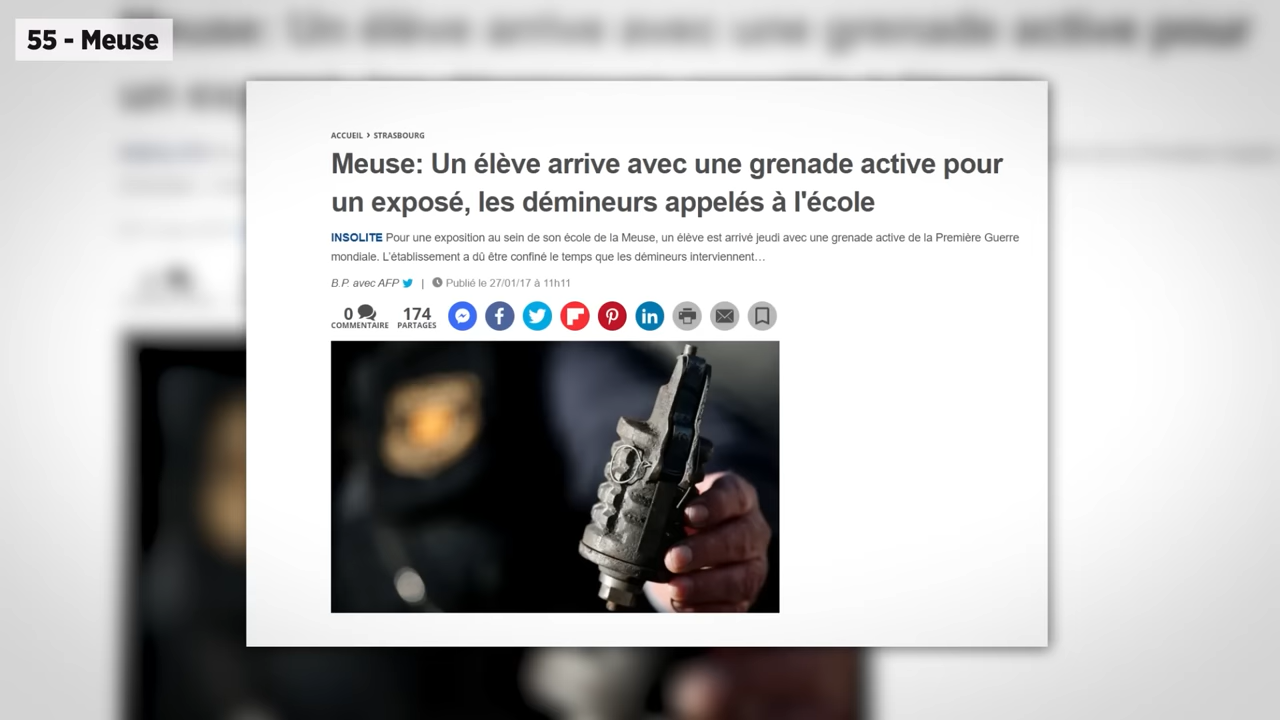 55 - Meuse
ACCUEIL › STRASBOURG
Meuse: Un élève arrive avec une grenade active pour
un exposé, les démineurs appelés à l'école
INSOLITE Pour une exposition au sein de son école de la Meuse, un élève est arrivé jeudi avec une grenade active de la Première Guerre
mondiale. L'établissement a dû être confiné le temps que les démineurs interviennent…
B.P. avec AFP | Publié le 27/01/17 à 11h11
0 174
COMMENTAIRE PARTAGES